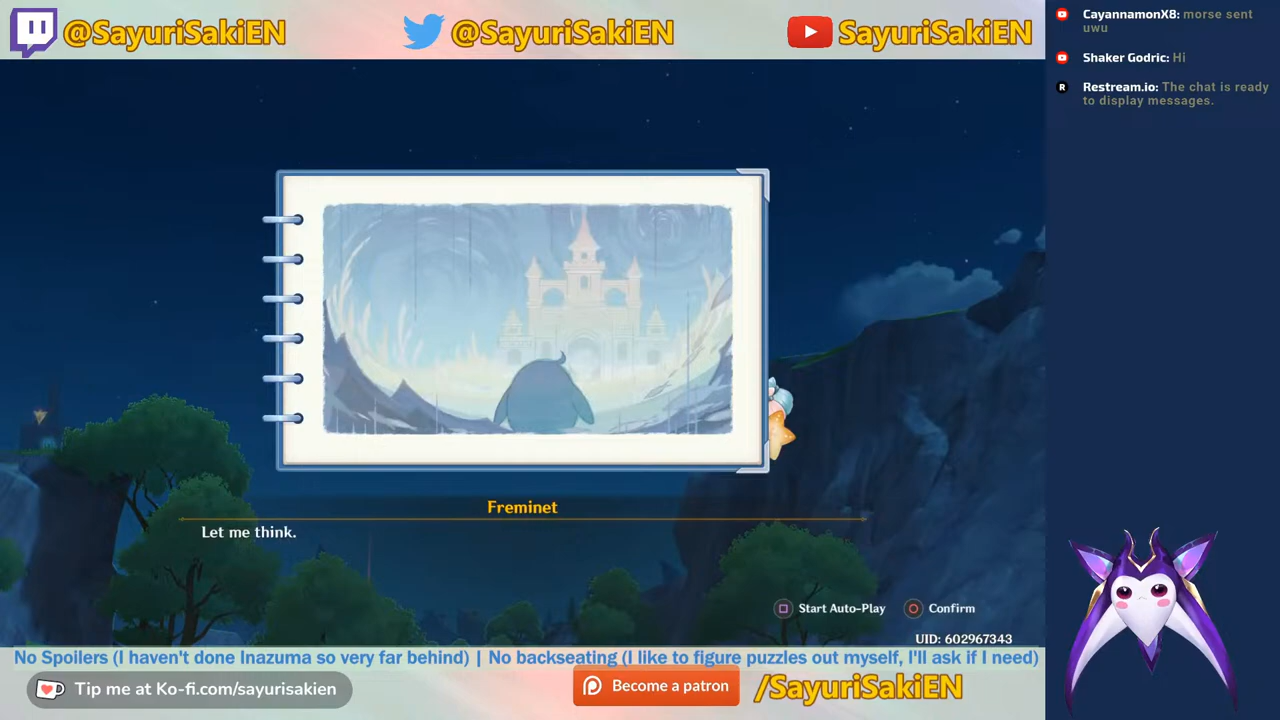 @SayuriSakiEN
@SayuriSakiEN
SayuriSakiEN
CayannamonX8: morse sent
uwu
Shaker Godric: Hi
R Restream.io: The chat is ready
to display messages.
Freminet
Let me think.
Start Auto-Play
Confirm
UID: 602967343
No Spoilers (I haven't done Inazuma so very far behind) | No backseating (I like to figure puzzles out myself, I'll ask if I need)
Tip me at Ko-fi.com/sayurisakien
Become a patron
/SayuriSakiEN